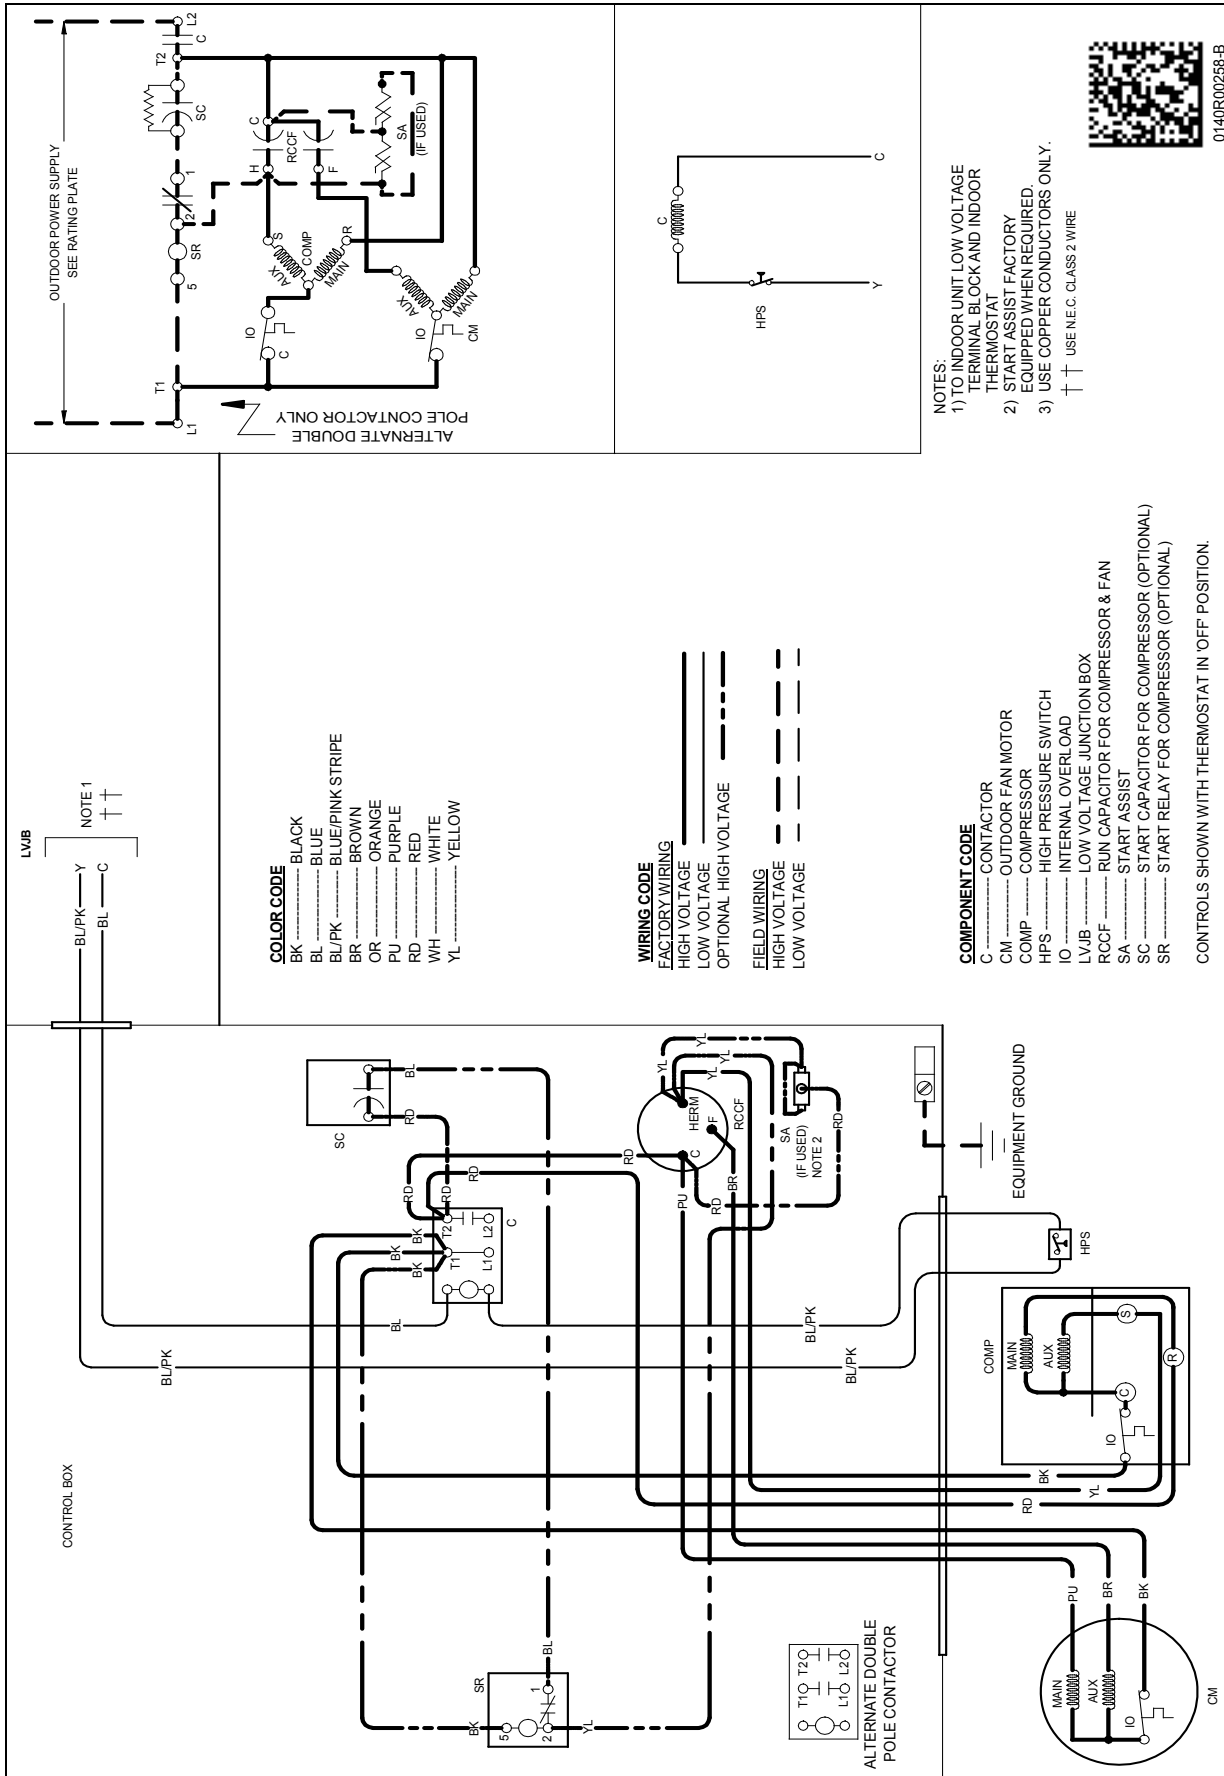 CONTROL BOX
LVJB
BL/PK
Y
BL
C
NOTE 1
BL/PK
BL
BK
BK
BK
RD
RD
RD
RD
RD
BL
SC
T2
L2
T1
L1
C
RD
BL/PK
BL/PK
HPS
SR
BK
5
2
1
BL
YL
YL
YL
YL
HERM
F
C
RCCF
PU
BR
RD
RD
SA
(IF USED)
NOTE 2
EQUIPMENT GROUND
ALTERNATE DOUBLE
POLE CONTACTOR
T1
T2
L1
L2
COMP
MAIN
AUX
IO
C
S
R
BK
YL
RD
PU
BR
BK
MAIN
AUX
IO
CM
COLOR CODE
BK ---------- BLACK
BL ---------- BLUE
BL/PK ---------- BLUE/PINK STRIPE
BR ---------- BROWN
OR ---------- ORANGE
PU ---------- PURPLE
RD ---------- RED
WH ---------- WHITE
YL ---------- YELLOW
WIRING CODE
FACTORY WIRING
HIGH VOLTAGE
LOW VOLTAGE
OPTIONAL HIGH VOLTAGE
FIELD WIRING
HIGH VOLTAGE
LOW VOLTAGE
COMPONENT CODE
C ---------- CONTACTOR
CM ---------- OUTDOOR FAN MOTOR
COMP ---------- COMPRESSOR
HPS ---------- HIGH PRESSURE SWITCH
IO ---------- INTERNAL OVERLOAD
LVJB ---------- LOW VOLTAGE JUNCTION BOX
RCCF ---------- RUN CAPACITOR FOR COMPRESSOR & FAN
SA ---------- START ASSIST
SC ---------- START CAPACITOR FOR COMPRESSOR (OPTIONAL)
SR ---------- START RELAY FOR COMPRESSOR (OPTIONAL)
CONTROLS SHOWN WITH THERMOSTAT IN 'OFF' POSITION.
OUTDOOR POWER SUPPLY
SEE RATING PLATE
L1
T1
5
SR
2
1
SC
T2
C
L2
ALTERNATE DOUBLE
POLE CONTACTOR ONLY
IO
C
AUX
S
COMP
MAIN
R
H
C
RCCF
F
SA
(IF USED)
IO
AUX
MAIN
CM
C
HPS
Y
C
NOTES:
1) TO INDOOR UNIT LOW VOLTAGE
TERMINAL BLOCK AND INDOOR
THERMOSTAT
2) START ASSIST FACTORY
EQUIPPED WHEN REQUIRED.
3) USE COPPER CONDUCTORS ONLY.
USE N.E.C. CLASS 2 WIRE
0140R00258-B